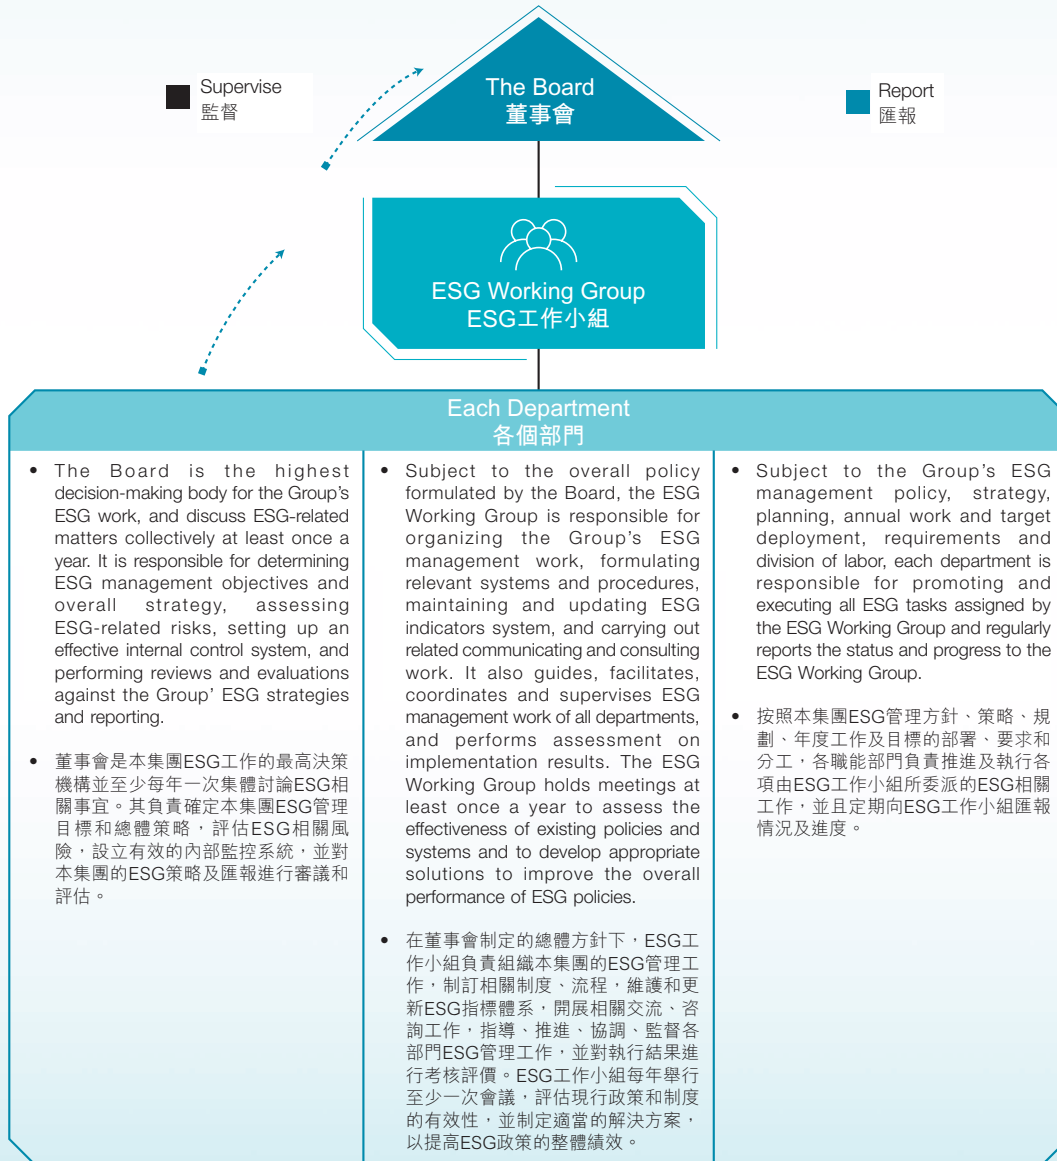 Supervise
監督
The Board
董事會
Report
匯報
ESG Working Group
ESG工作小組
Each Department
各個部門
• The Board is the highest
decision-making body for the Group's
ESG work, and discuss ESG-related
matters collectively at least once a
year. It is responsible for determining
ESG management objectives and
overall strategy, assessing
ESG-related risks, setting up an
effective internal control system, and
performing reviews and evaluations
against the Group' ESG strategies
and reporting.
• 董事會是本集團ESG工作的最高決策
機構並至少每年一次集體討論ESG相
關事宜。其負責確定本集團ESG管理
目標和總體策略，評估ESG相關風
險，設立有效的內部監控系統，並對
本集團的ESG策略及匯報進行審議和
評估。
• Subject to the overall policy
formulated by the Board, the ESG
Working Group is responsible for
organizing the Group's ESG
management work, formulating
relevant systems and procedures,
maintaining and updating ESG
indicators system, and carrying out
related communicating and consulting
work. It also guides, facilitates,
coordinates and supervises ESG
management work of all departments,
and performs assessment on
implementation results. The ESG
Working Group holds meetings at
least once a year to assess the
effectiveness of existing policies and
systems and to develop appropriate
solutions to improve the overall
performance of ESG policies.
• 在董事會制定的總體方針下，ESG工
作小組負責組織本集團的ESG管理工
作，制訂相關制度、流程，維護和更
新ESG指標體系，開展相關交流、咨
詢工作，指導、推進、協調、監督各
部門ESG管理工作，並對執行結果進
行考核評價。ESG工作小組每年舉行
至少一次會議，評估現行政策和制度
的有效性，並制定適當的解決方案，
以提高ESG政策的整體績效。
• Subject to the Group's ESG
management policy, strategy,
planning, annual work and target
deployment, requirements and
division of labor, each department is
responsible for promoting and
executing all ESG tasks assigned by
the ESG Working Group and regularly
reports the status and progress to the
ESG Working Group.
• 按照本集團ESG管理方針、策略、規
劃、年度工作及目標的部署、要求和
分工，各職能部門負責推進及執行各
項由ESG工作小組所委派的ESG相關
工作，並且定期向ESG工作小組匯報
情況及進度。